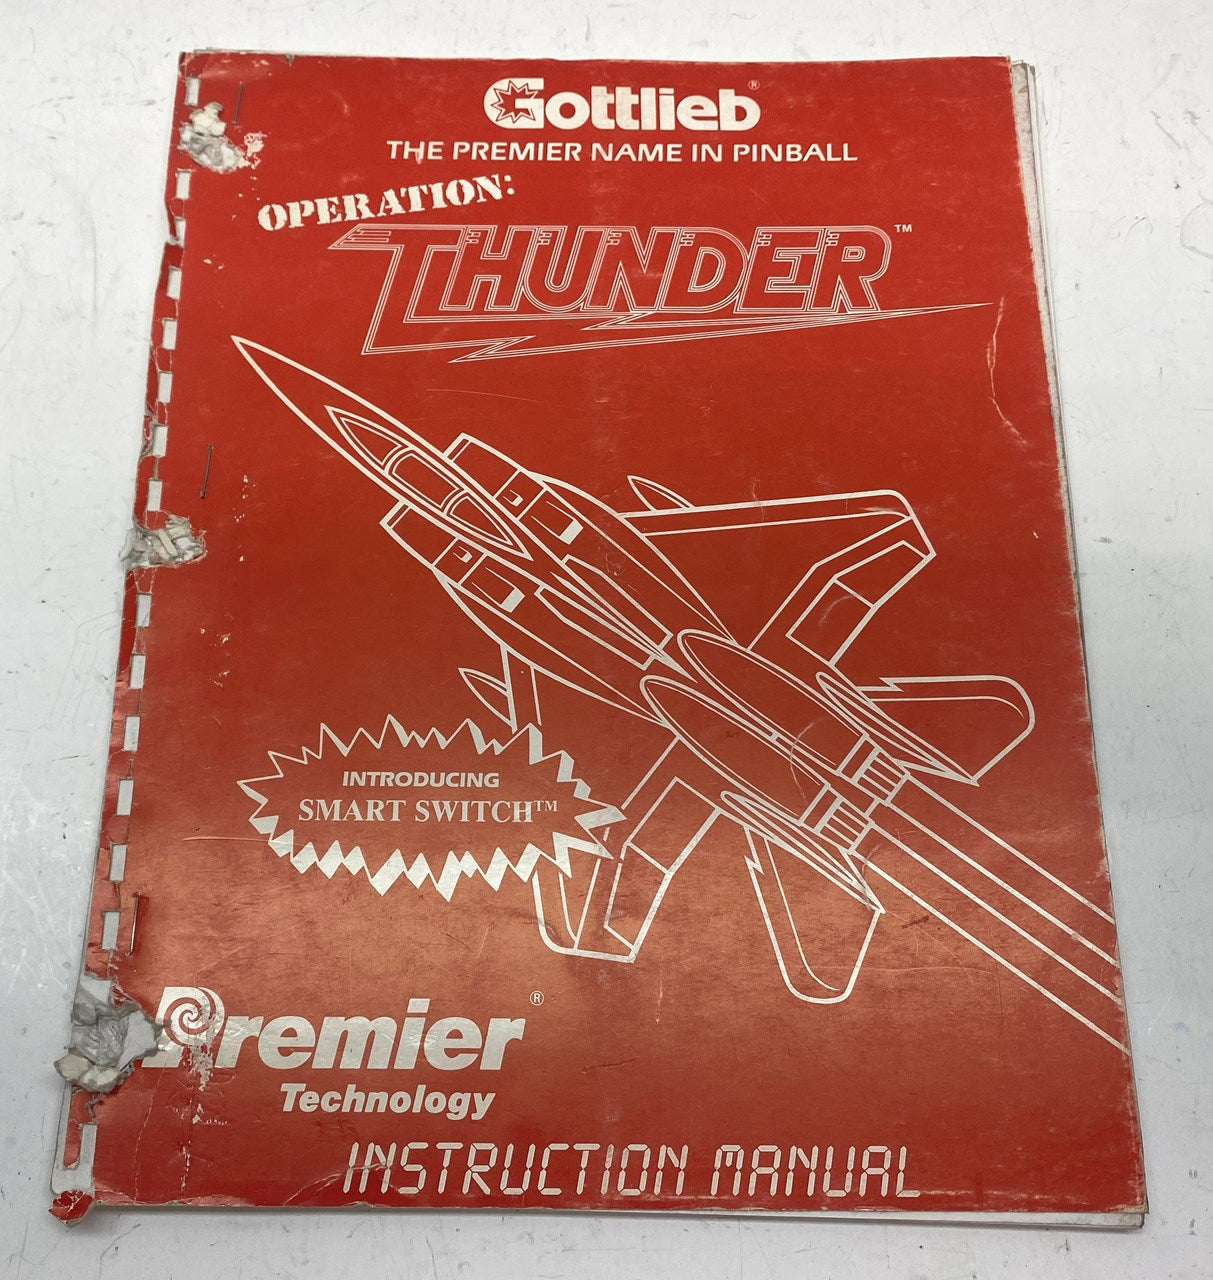 Gottlieb®
THE PREMIER NAME IN PINBALL
OPERATION:
THUNDER™
INTRODUCING
SMART SWITCH™
Premier®
Technology
INSTRUCTION MANUAL